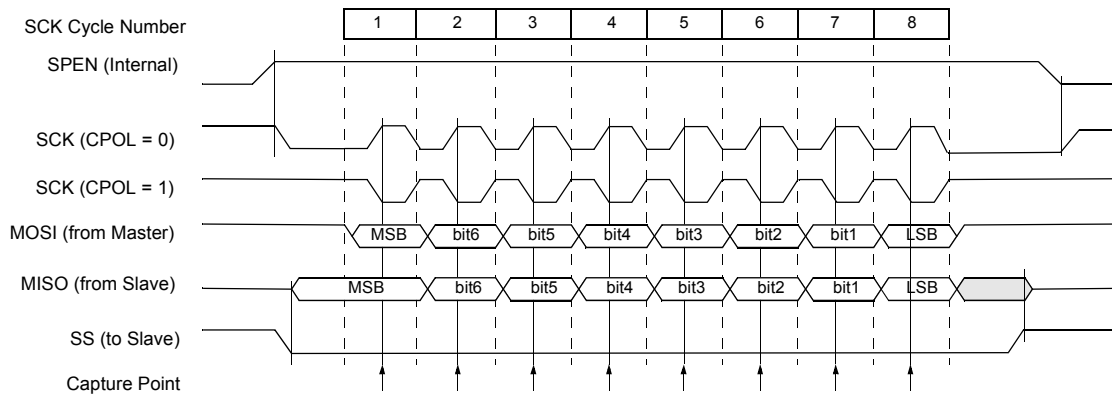 SCK Cycle Number 1 2 3 4 5 6 7 8
SPEN (Internal)
SCK (CPOL = 0)
SCK (CPOL = 1)
MOSI (from Master) MSB bit6 bit5 bit4 bit3 bit2 bit1 LSB
MISO (from Slave) MSB bit6 bit5 bit4 bit3 bit2 bit1 LSB
SS (to Slave)
Capture Point